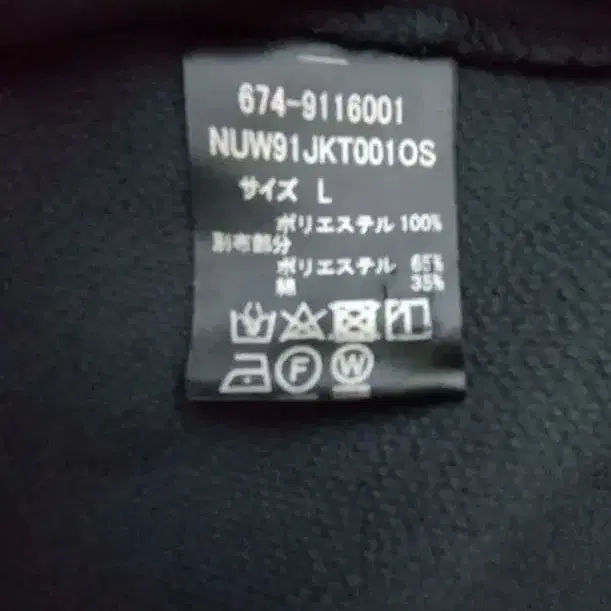 674-9116001
NUW91JKT001OS
サイズ L
ポリエステル 100%
別布部分
ポリエステル 65%
綿 35%
F W